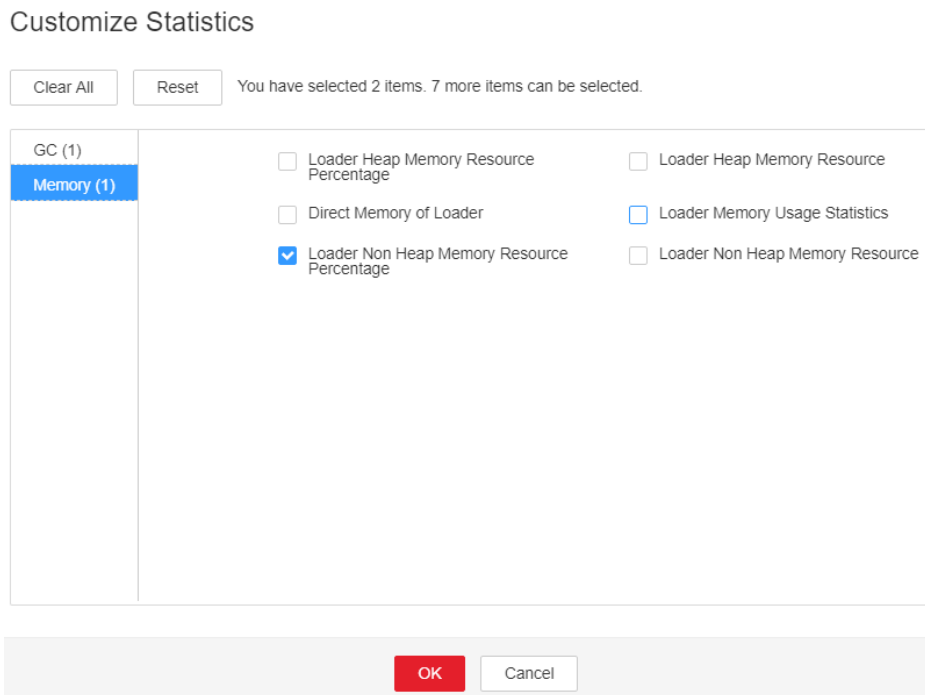 Customize Statistics
Clear All
Reset
You have selected 2 items. 7 more items can be selected.
GC (1)
Memory (1)
Loader Heap Memory Resource
Percentage
Loader Heap Memory Resource
Direct Memory of Loader
Loader Memory Usage Statistics
Loader Non Heap Memory Resource
Percentage
Loader Non Heap Memory Resource
OK
Cancel